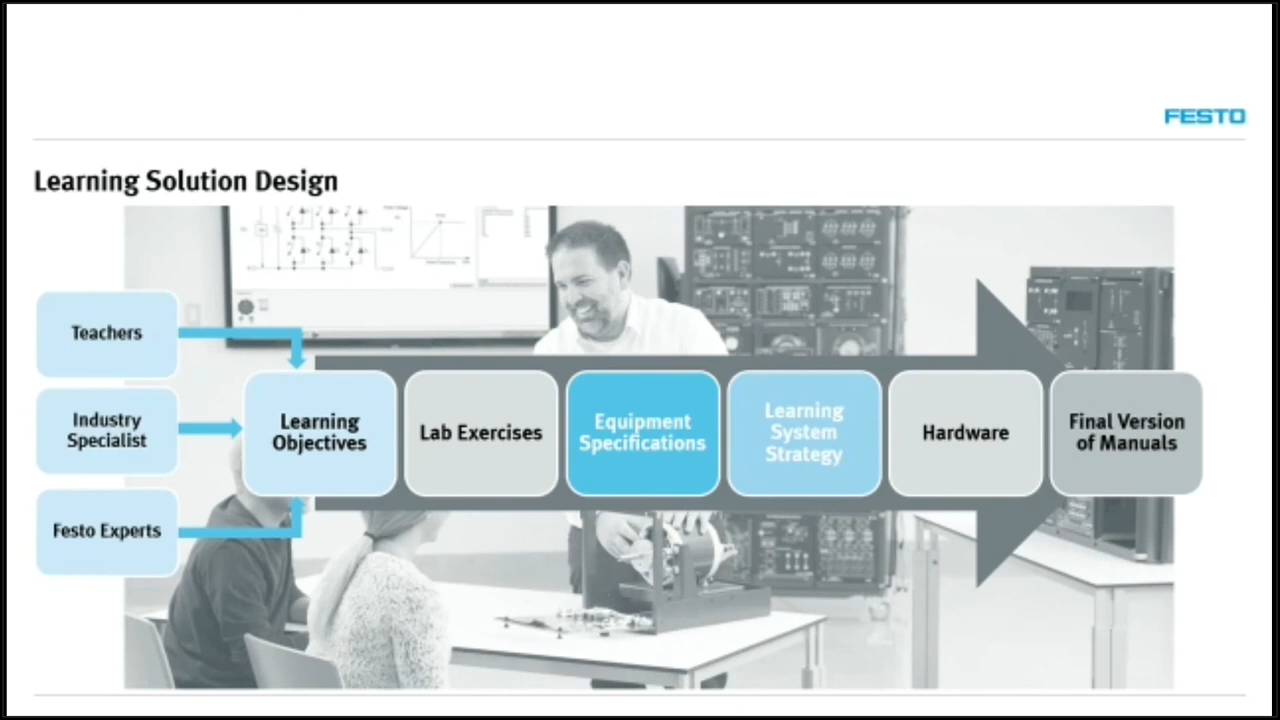 FESTO
Learning Solution Design
Teachers
Industry
Specialist
Festo Experts
Learning
Objectives
Lab Exercises
Equipment
Specifications
Learning
System
Strategy
Hardware
Final Version
of Manuals